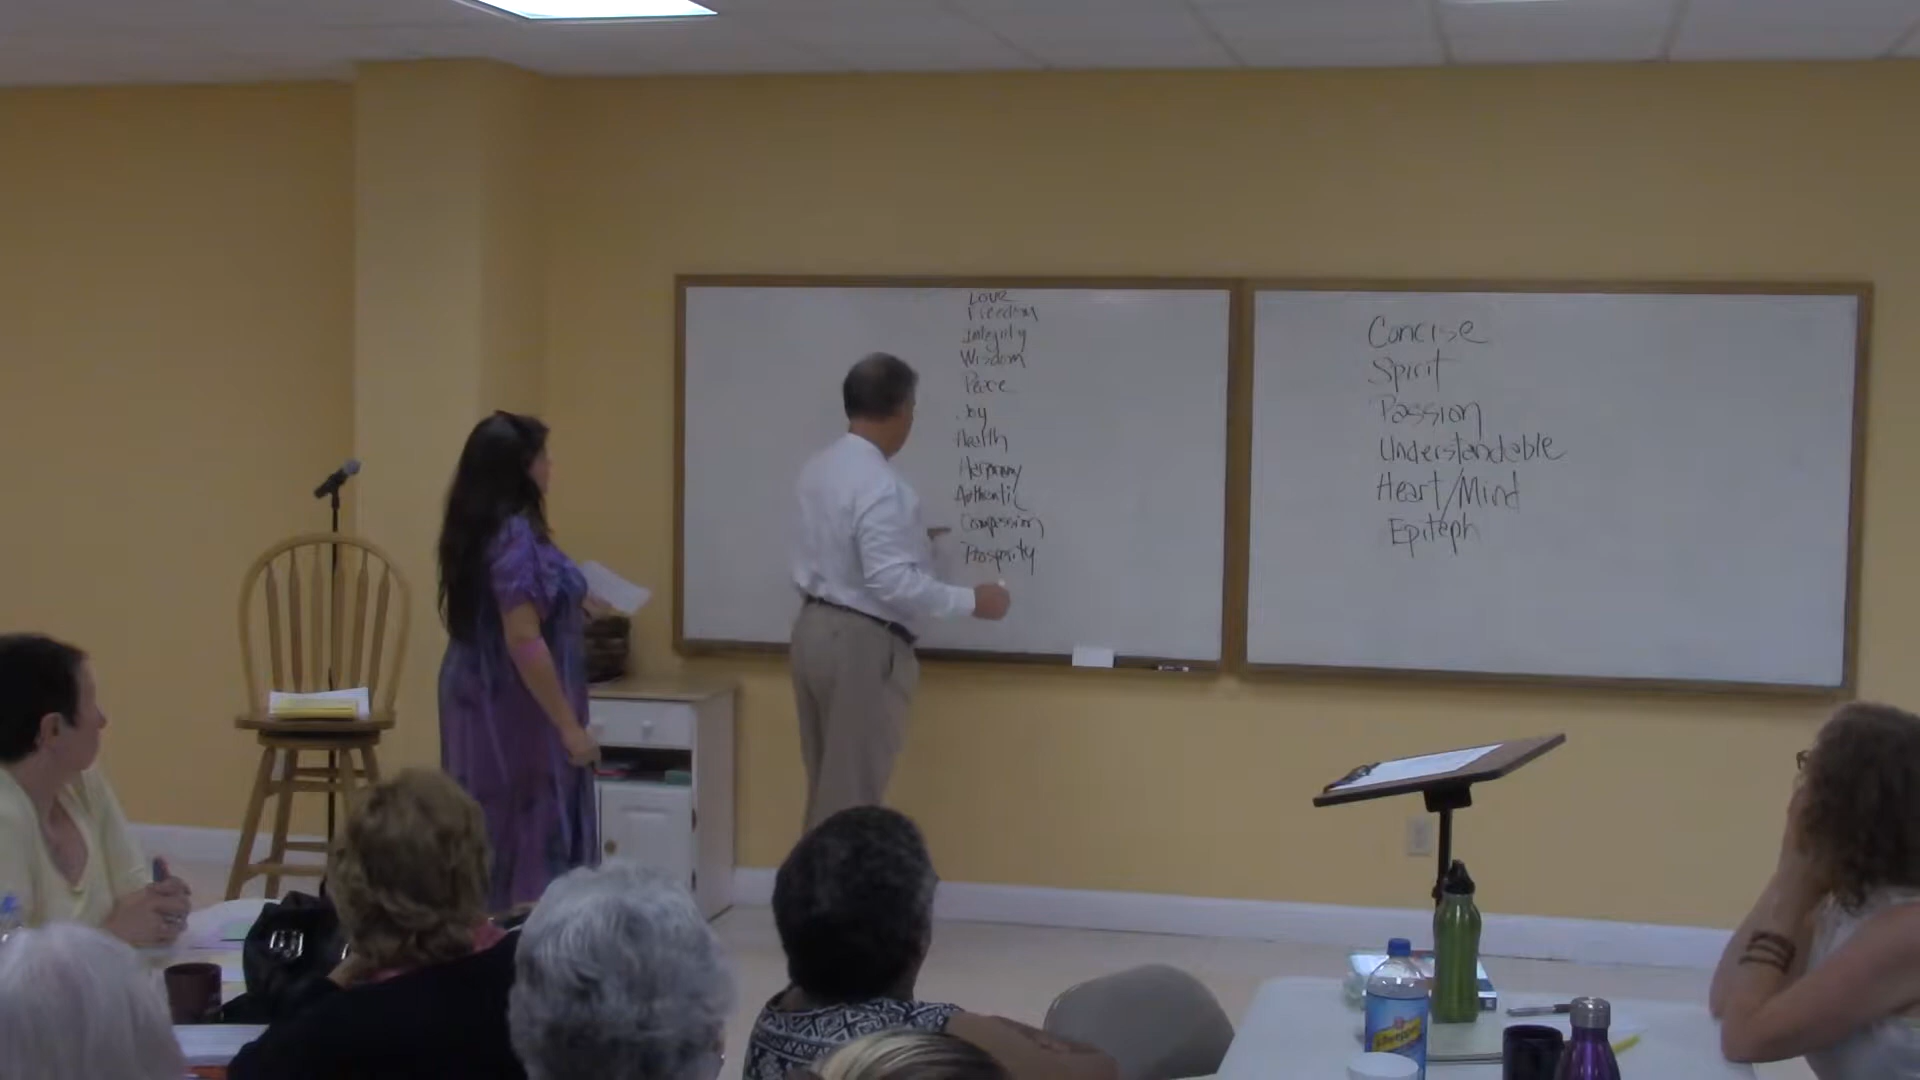 Love
Freedom
Integrity
Wisdom
Peace
Joy
Health
Harmony
Authentic
Compassion
Prosperity
Concise
Spirit
Passion
Understandable
Heart/Mind
Epiteph